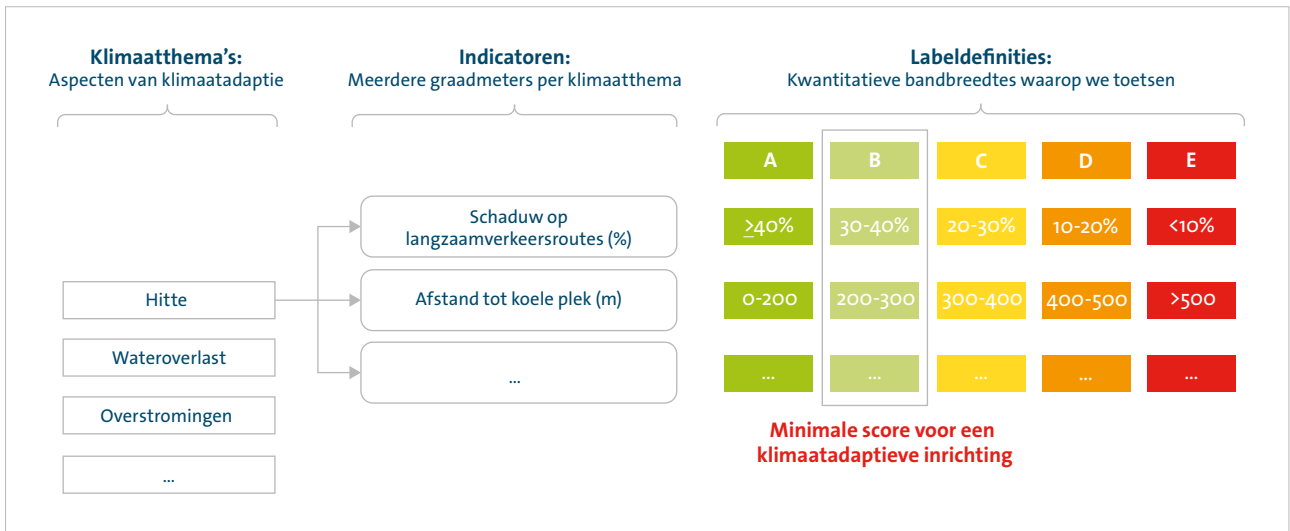 Klimaatthema's:
Aspecten van klimaatadaptie
Indicatoren:
Meerdere graadmeters per klimaatthema
Labeldefinities:
Kwantitatieve bandbreedtes waarop we toetsen
A B C D E
Schaduw op
langzaamverkeersroutes (%)
≥40% 30-40% 20-30% 10-20% <10%
Hitte
Afstand tot koele plek (m)
0-200 200-300 300-400 400-500 >500
Wateroverlast
...
... ... ... ... ...
Overstromingen
...
Minimale score voor een
klimaatadaptieve inrichting